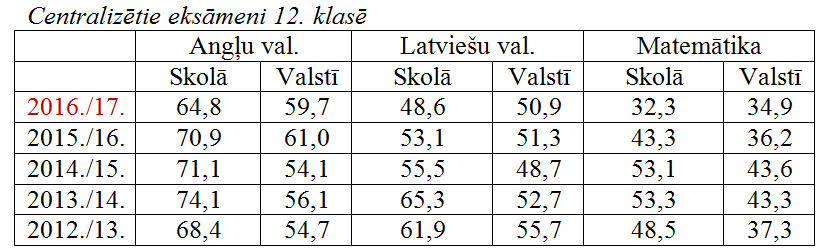 Centralizētie eksāmeni 12. klasē
Angļu val. Latviešu val. Matemātika
Skolā Valstī Skolā Valstī Skolā Valstī
2016./17. 64,8 59,7 48,6 50,9 32,3 34,9
2015./16. 70,9 61,0 53,1 51,3 43,3 36,2
2014./15. 71,1 54,1 55,5 48,7 53,1 43,6
2013./14. 74,1 56,1 65,3 52,7 53,3 43,3
2012./13. 68,4 54,7 61,9 55,7 48,5 37,3